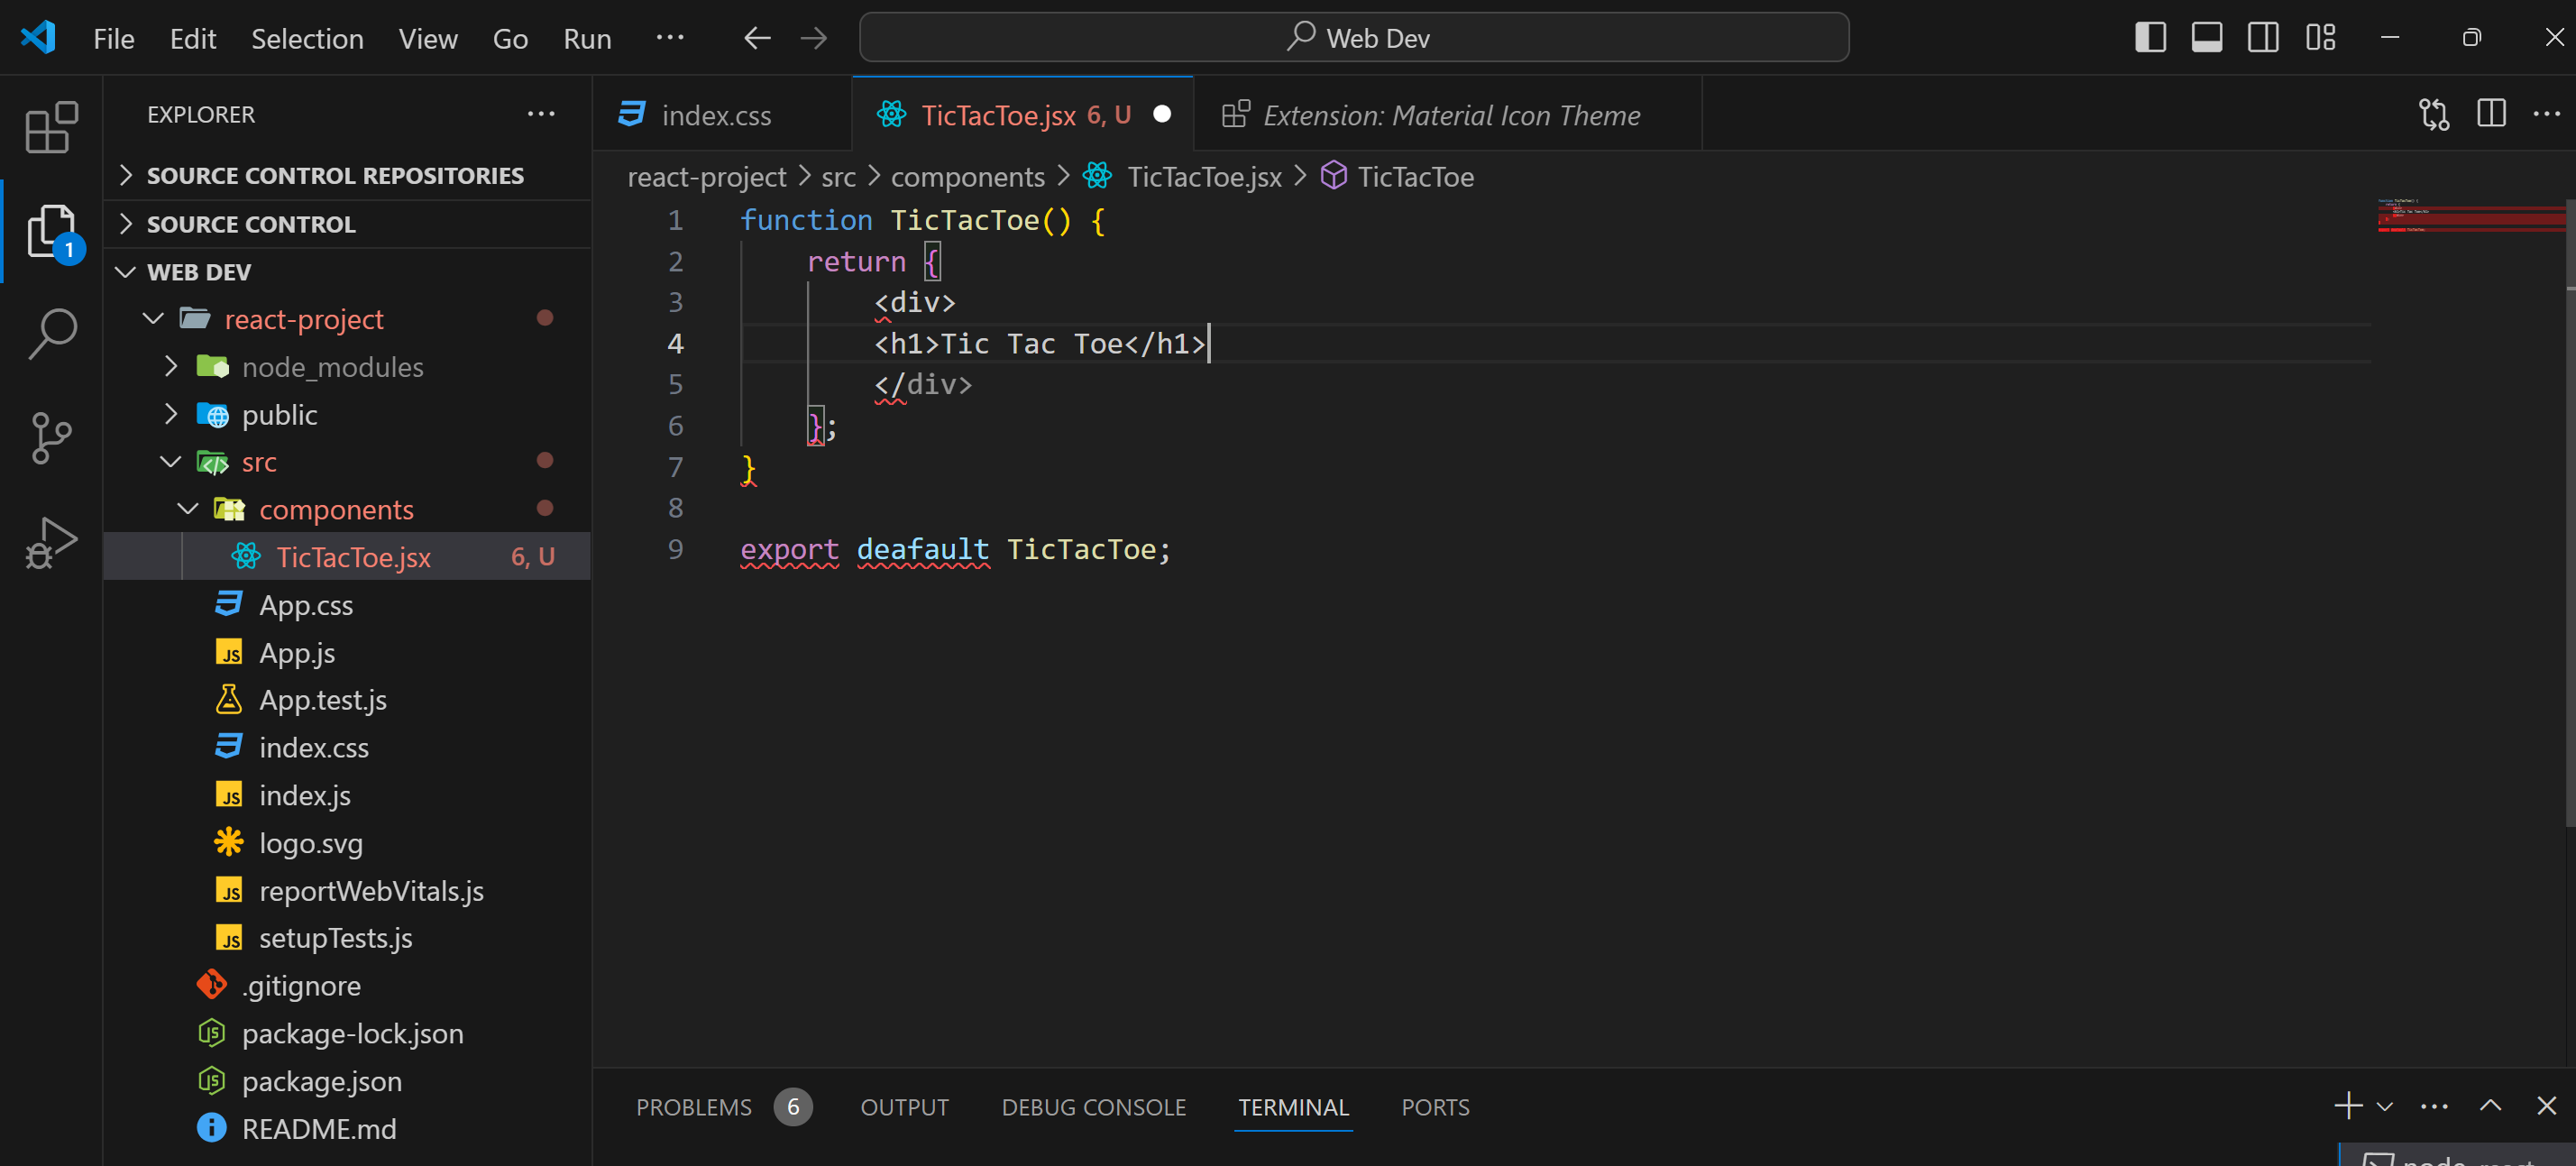 File Edit Selection View Go Run ...
Web Dev
EXPLORER
SOURCE CONTROL REPOSITORIES
SOURCE CONTROL
1
WEB DEV
react-project
node_modules
public
src
components
TicTacToe.jsx 6, U
App.css
App.js
App.test.js
index.css
index.js
logo.svg
reportWebVitals.js
setupTests.js
.gitignore
package-lock.json
package.json
README.md
index.css
TicTacToe.jsx 6, U
Extension: Material Icon Theme
react-project > src > components > TicTacToe.jsx > TicTacToe
1 function TicTacToe() {
2 return {
3 <div>
4 <h1>Tic Tac Toe</h1>
5 </div>
6 };
7 }
8
9 export deafault TicTacToe;
PROBLEMS 6 OUTPUT DEBUG CONSOLE TERMINAL PORTS